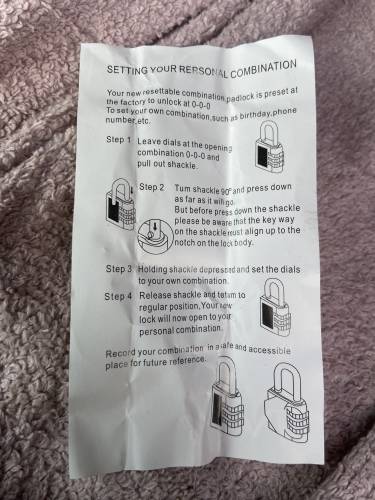 SETTING YOUR RERSONAL COMBINATION
Your new resettable combination,padlock is preset at
the factory to unlock at 0-0-0
To set your own combination,such as birthday,phone
number,etc.
Step 1 Leave dials at the opening
combination 0-0-0 and
pull out shackle.
Step 2 Turn shackle 90° and press down
as far as it will go.
But before press down the shackle
please be aware that the key way
on the shackle must align up to the
notch on the lock body.
Step 3 Holding shackle depressed and set the dials
to your own combination.
Step 4 Release shackle and return to
regular position,Your new
lock will now open to your
personal combination.
Record your combination in a safe and accessible
place for future reference.